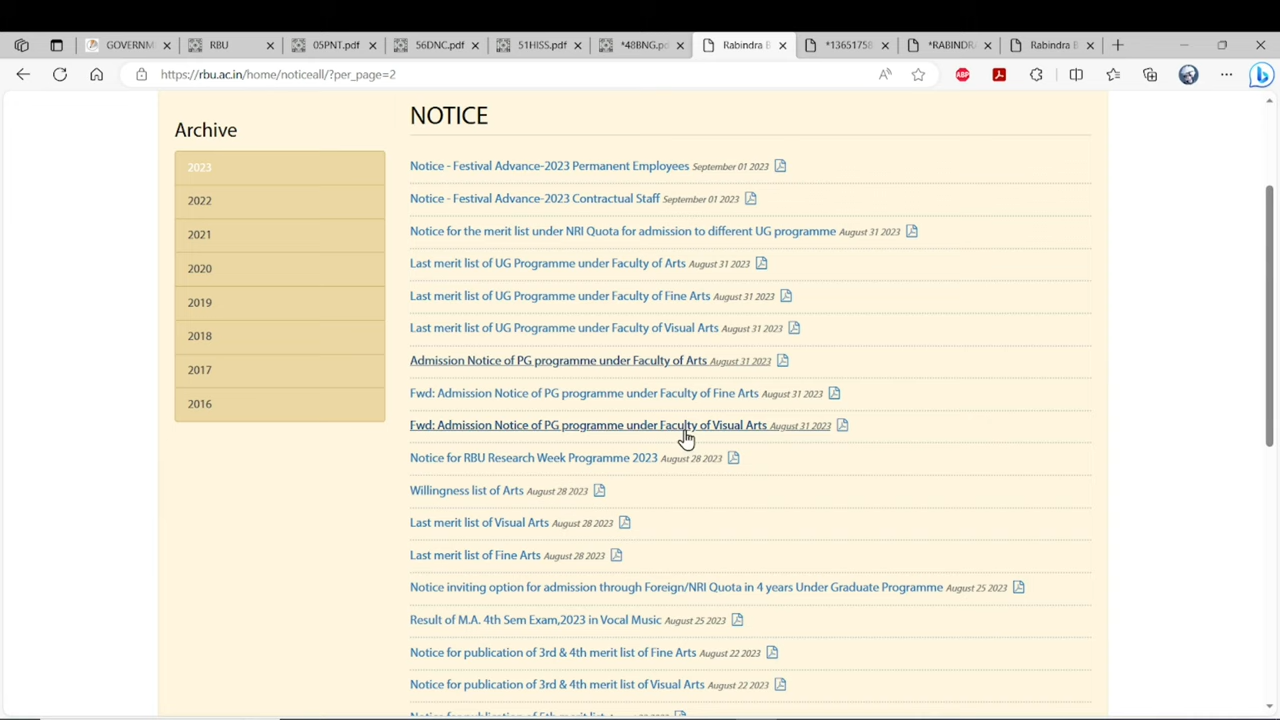 GOVERNM
RBU
05PNT.pdf
56DNC.pdf
51HISS.pdf
*48BNG.po
Rabindra B
*13651758
*RABINDRA
Rabindra B
https://rbu.ac.in/home/noticeall/?per_page=2
ABP
Archive
2023
2022
2021
2020
2019
2018
2017
2016
NOTICE
Notice - Festival Advance-2023 Permanent Employees September 01 2023
Notice - Festival Advance-2023 Contractual Staff September 01 2023
Notice for the merit list under NRI Quota for admission to different UG programme August 31 2023
Last merit list of UG Programme under Faculty of Arts August 31 2023
Last merit list of UG Programme under Faculty of Fine Arts August 31 2023
Last merit list of UG Programme under Faculty of Visual Arts August 31 2023
Admission Notice of PG programme under Faculty of Arts August 31 2023
Fwd: Admission Notice of PG programme under Faculty of Fine Arts August 31 2023
Fwd: Admission Notice of PG programme under Faculty of Visual Arts August 31 2023
Notice for RBU Research Week Programme 2023 August 28 2023
Willingness list of Arts August 28 2023
Last merit list of Visual Arts August 28 2023
Last merit list of Fine Arts August 28 2023
Notice inviting option for admission through Foreign/NRI Quota in 4 years Under Graduate Programme August 25 2023
Result of M.A. 4th Sem Exam,2023 in Vocal Music August 25 2023
Notice for publication of 3rd & 4th merit list of Fine Arts August 22 2023
Notice for publication of 3rd & 4th merit list of Visual Arts August 22 2023